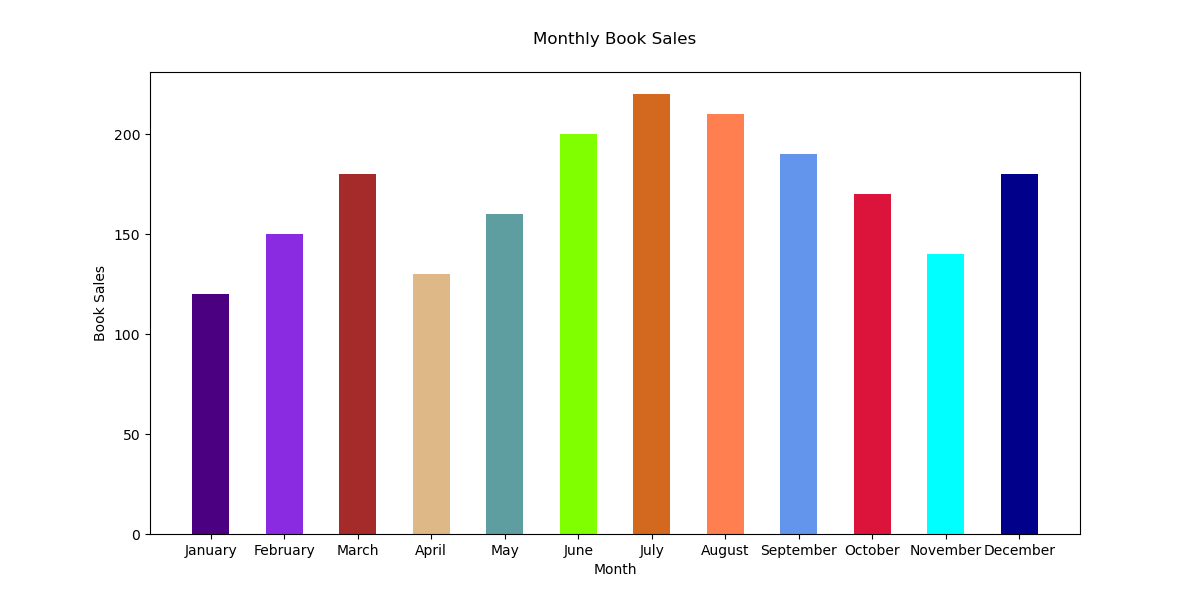 Monthly Book Sales
200
150
100
50
0
Book Sales
January February March April May June July August September October November December
Month